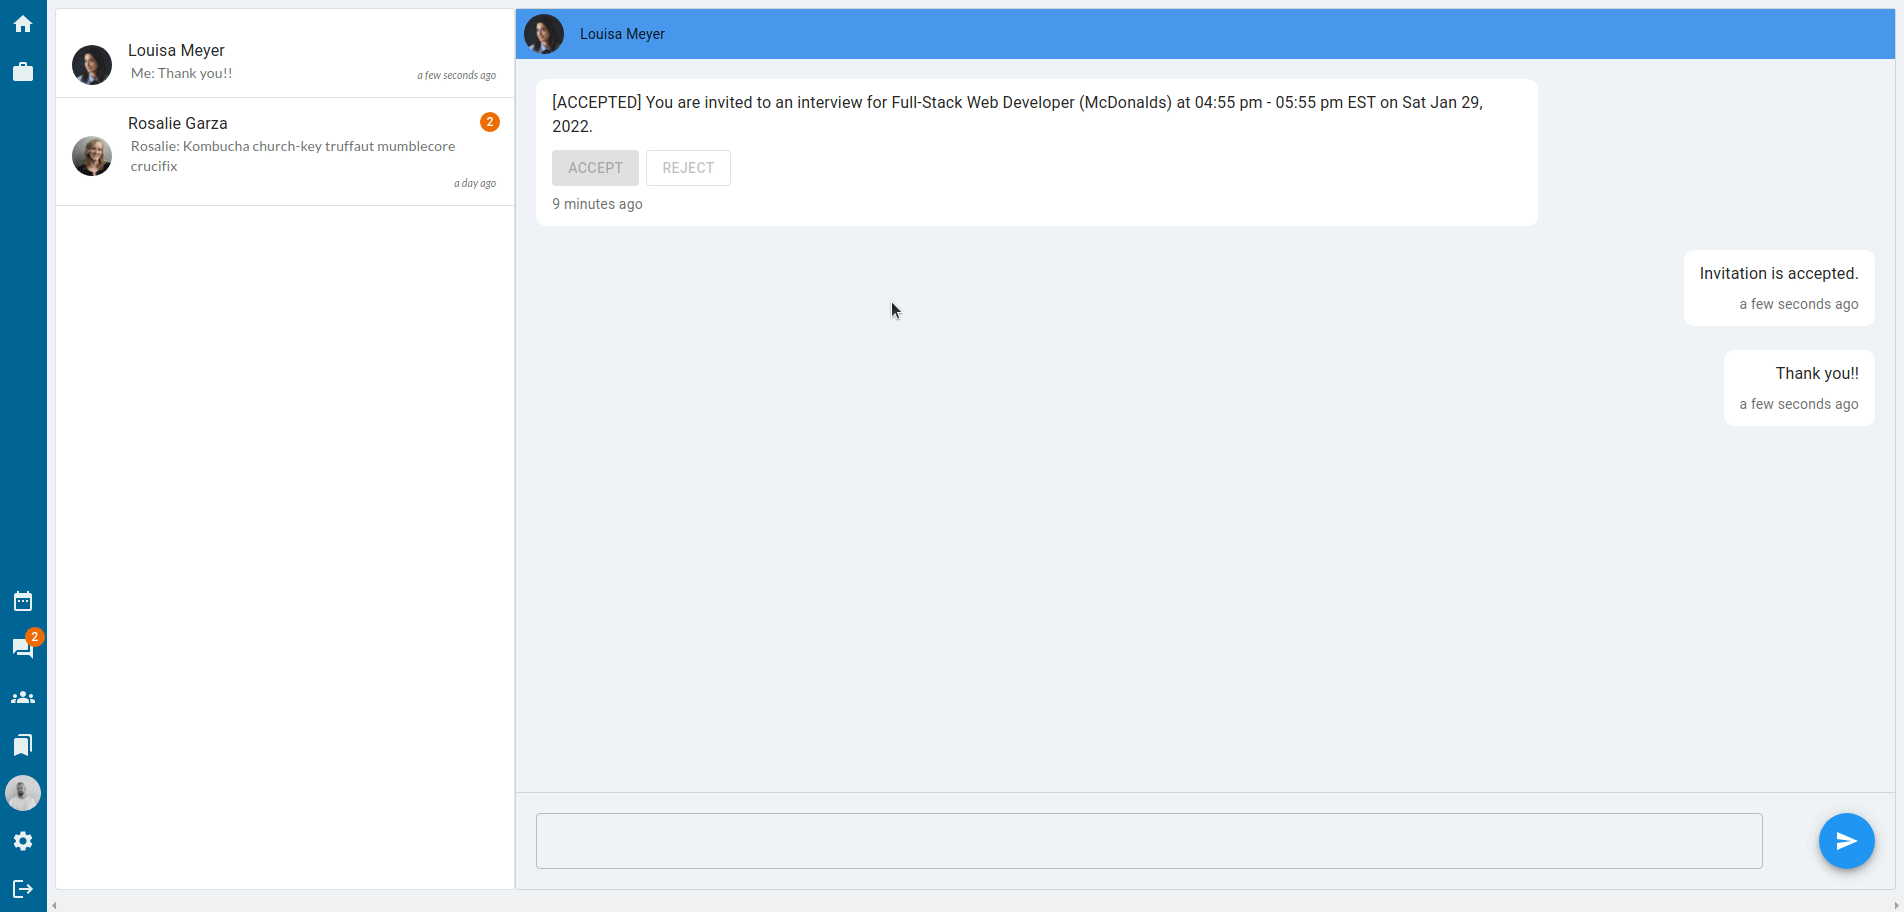 Louisa Meyer
Me: Thank you!!
a few seconds ago
Rosalie Garza
2
Rosalie: Kombucha church-key truffaut mumblecore
crucifix
a day ago
2
Louisa Meyer
[ACCEPTED] You are invited to an interview for Full-Stack Web Developer (McDonalds) at 04:55 pm - 05:55 pm EST on Sat Jan 29,
2022.
ACCEPT
REJECT
9 minutes ago
Invitation is accepted.
a few seconds ago
Thank you!!
a few seconds ago